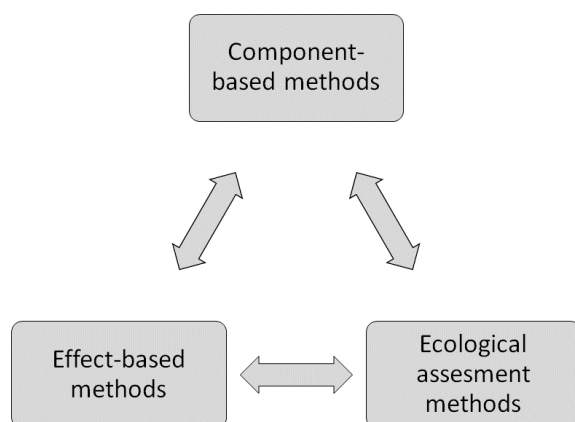 Component-
based methods
Effect-based
methods
Ecological
assesment
methods